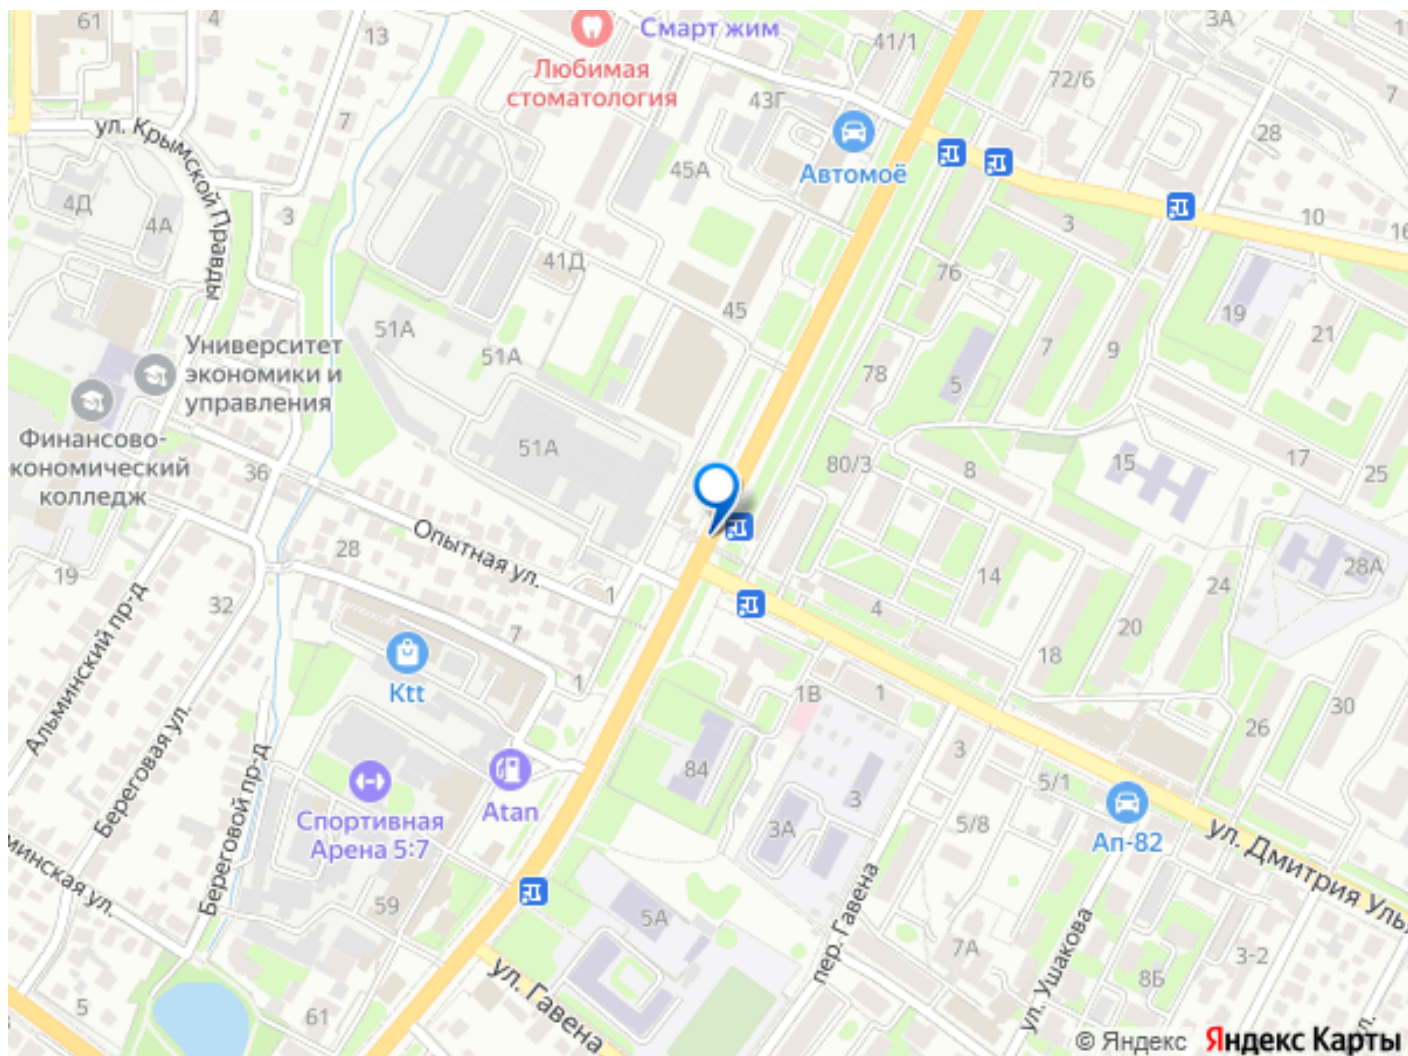 61
4
13
Смарт жим
41/1
3А
Любимая
стоматология
72/6
7
43Г
7
28
ул. Крымской Правды
Автомоё
45А
4Д
4А
3
3
10
16
41Д
76
45
19
21
51А
51А
Университет
экономики и
управления
78
5
7
9
Финансово-
кономический
колледж
36
51А
80/3
8
15
17
25
Опытная ул.
28
19
1
14
28А
24
32
7
4
20
18
Альминский пр-д
Ktt
1
1В
1
30
26
Береговая ул.
Береговой пр-д
84
3
5/1
Спортивная
Арена 5:7
Atan
3А
3
5/8
Ап-82
ул. Дмитрия Улья
минская ул.
59
5А
пер. Гавена
7А
ул. Ушакова
3-2
8Б
5
61
ул. Гавена
ул.
© Яндекс Яндекс Карты